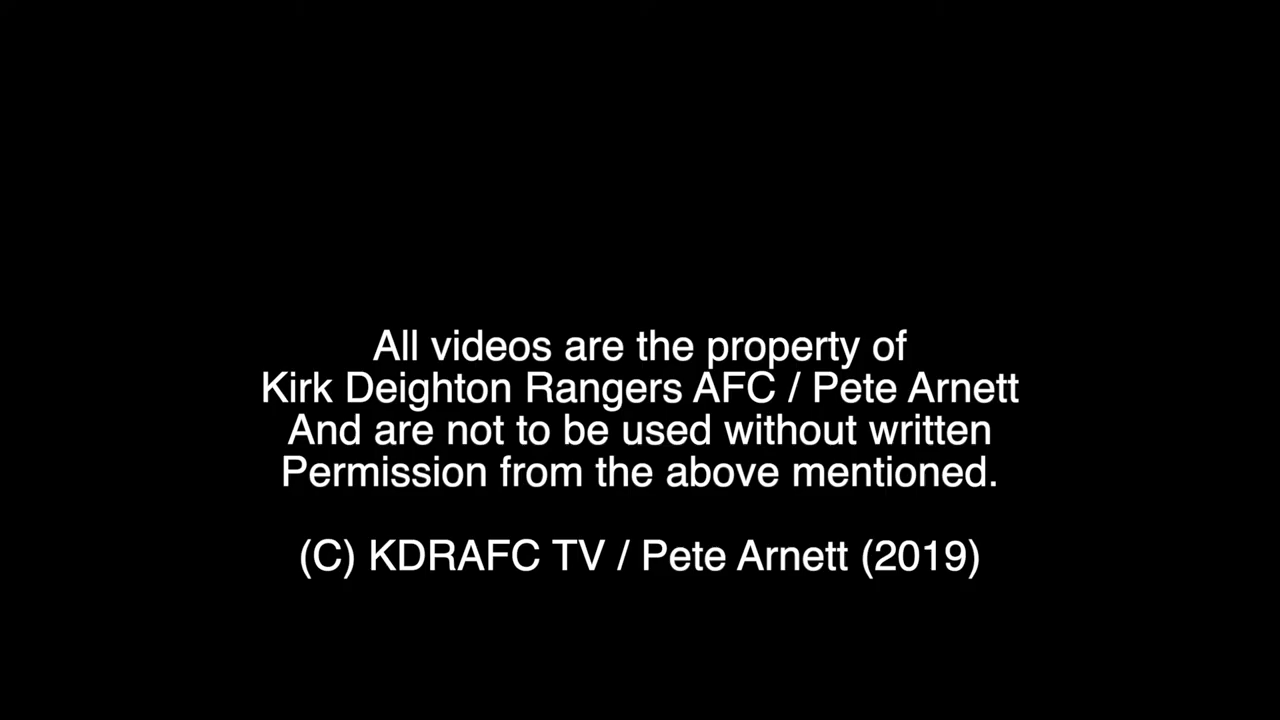 All videos are the property of
Kirk Deighton Rangers AFC / Pete Arnett
And are not to be used without written
Permission from the above mentioned.
(C) KDRAFC TV / Pete Arnett (2019)